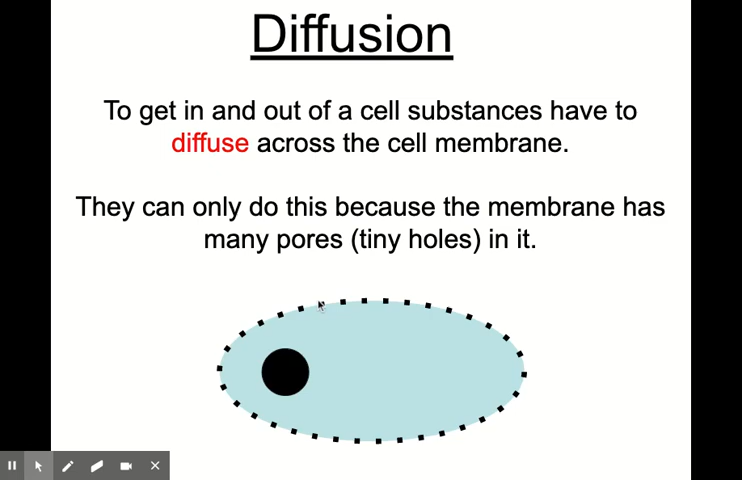 Diffusion
To get in and out of a cell substances have to
diffuse across the cell membrane.
They can only do this because the membrane has
many pores (tiny holes) in it.